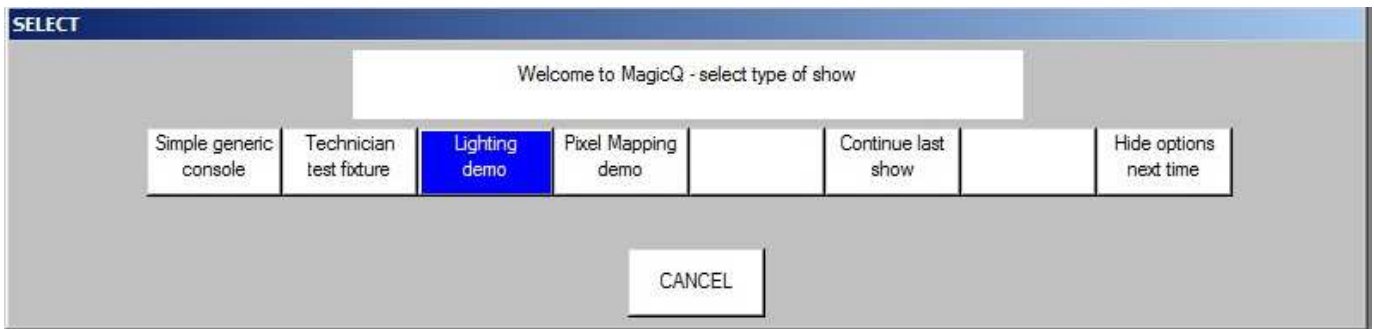 SELECT
Welcome to MagicQ - select type of show
Simple generic
console
Technician
test fixture
Lighting
demo
Pixel Mapping
demo
Continue last
show
Hide options
next time
CANCEL